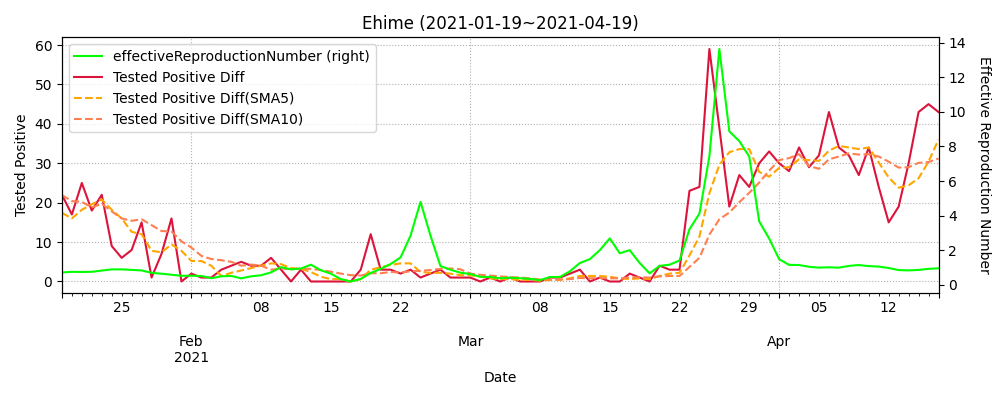 Ehime (2021-01-19~2021-04-19)
effectiveReproductionNumber (right)
Tested Positive Diff
Tested Positive Diff(SMA5)
Tested Positive Diff(SMA10)
Tested Positive
60
50
40
30
20
10
0
14
12
10
8
6
4
2
0
Effective Reproduction Number
25
08
15
22
08
15
22
29
05
12
Feb
2021
Mar
Apr
Date